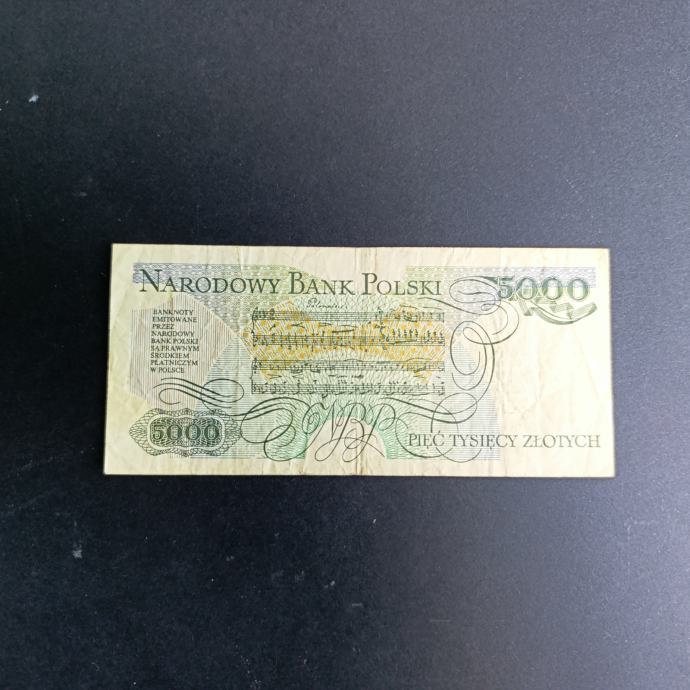 NARODOWY BANK POLSKI
5000
Polonaise
BANKNOTY
EMITOWANE
PRZEZ
NARODOWY
BANK POLSKI
SĄ PRAWNYM
ŚRODKIEM
PŁATNICZYM
W POLSCE
5000
NBP
PIĘĆ TYSIĘCY ZŁOTYCH